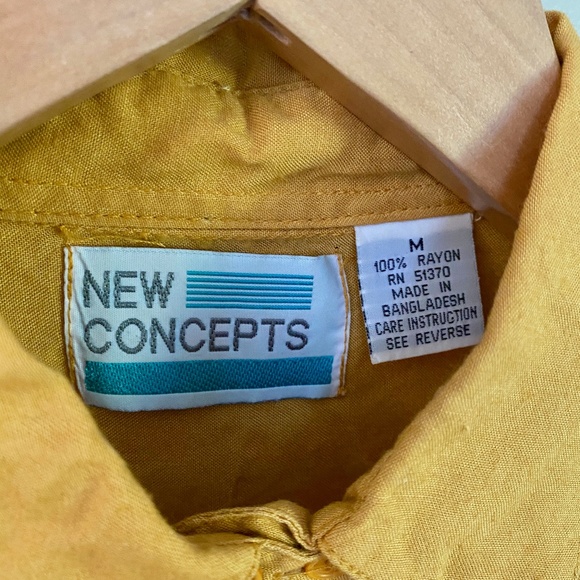 NEW
CONCEPTS
M
100% RAYON
RN 51370
MADE IN
BANGLADESH
CARE INSTRUCTION
SEE REVERSE